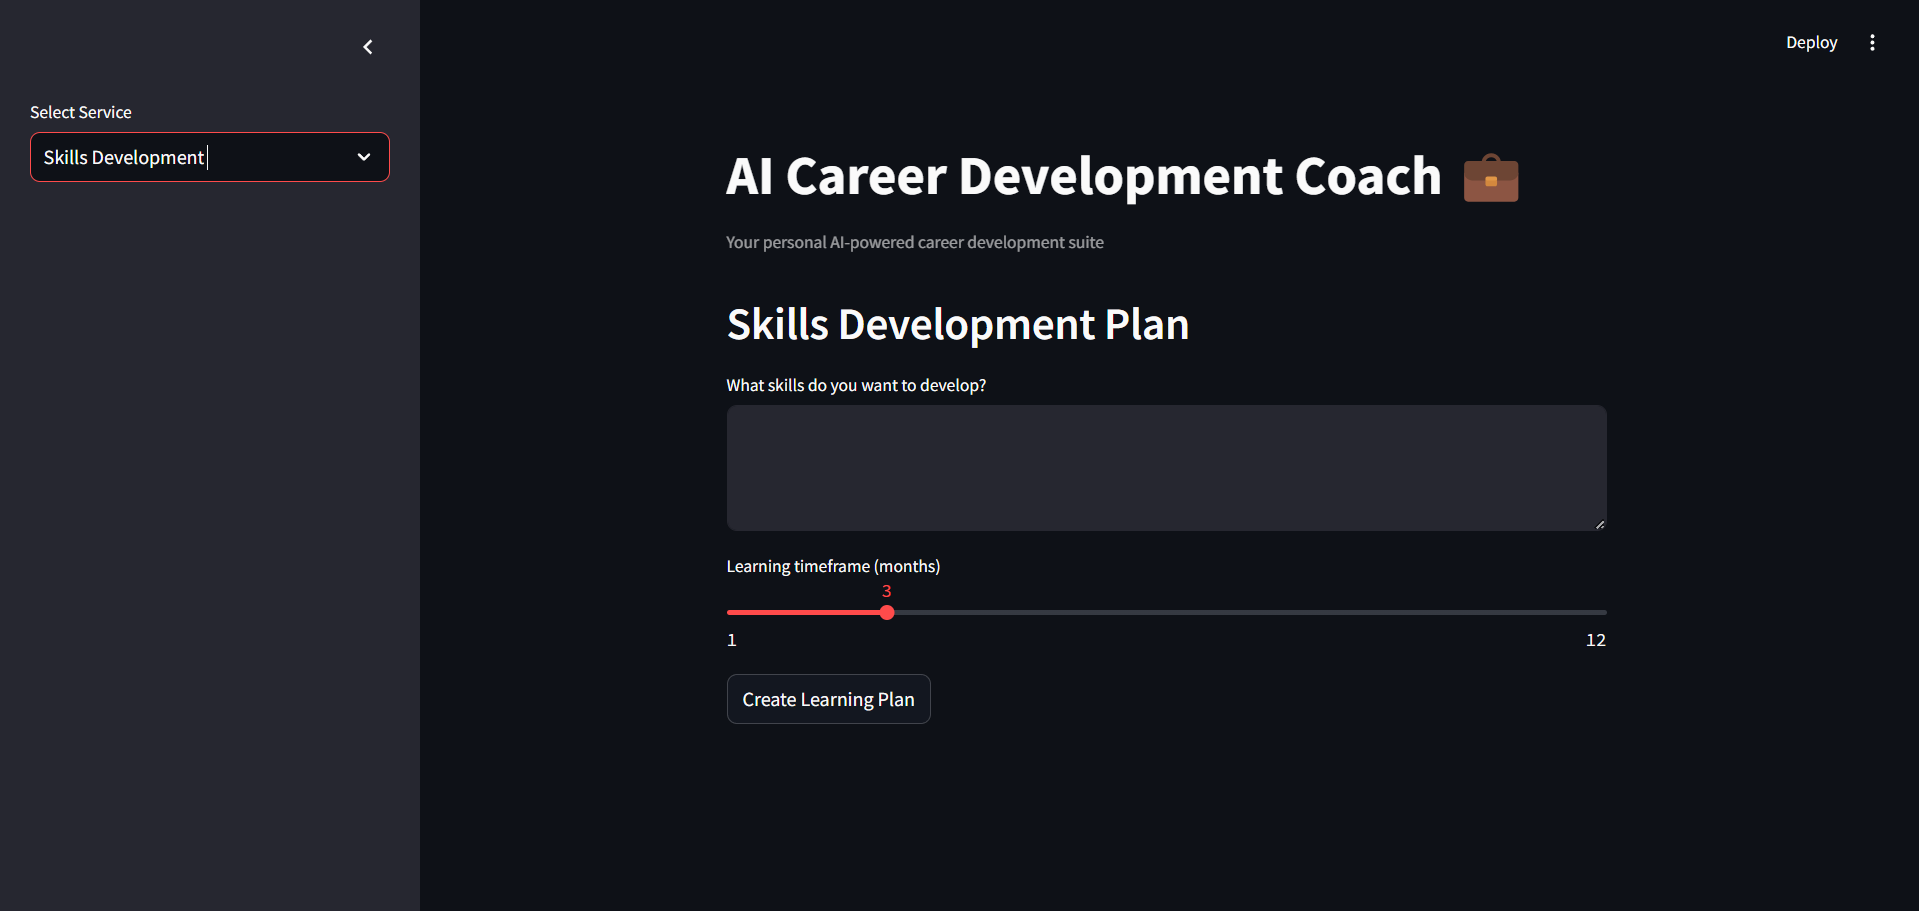 Deploy
Select Service
Skills Development
AI Career Development Coach
Your personal AI-powered career development suite
Skills Development Plan
What skills do you want to develop?
Learning timeframe (months)
3
1 12
Create Learning Plan